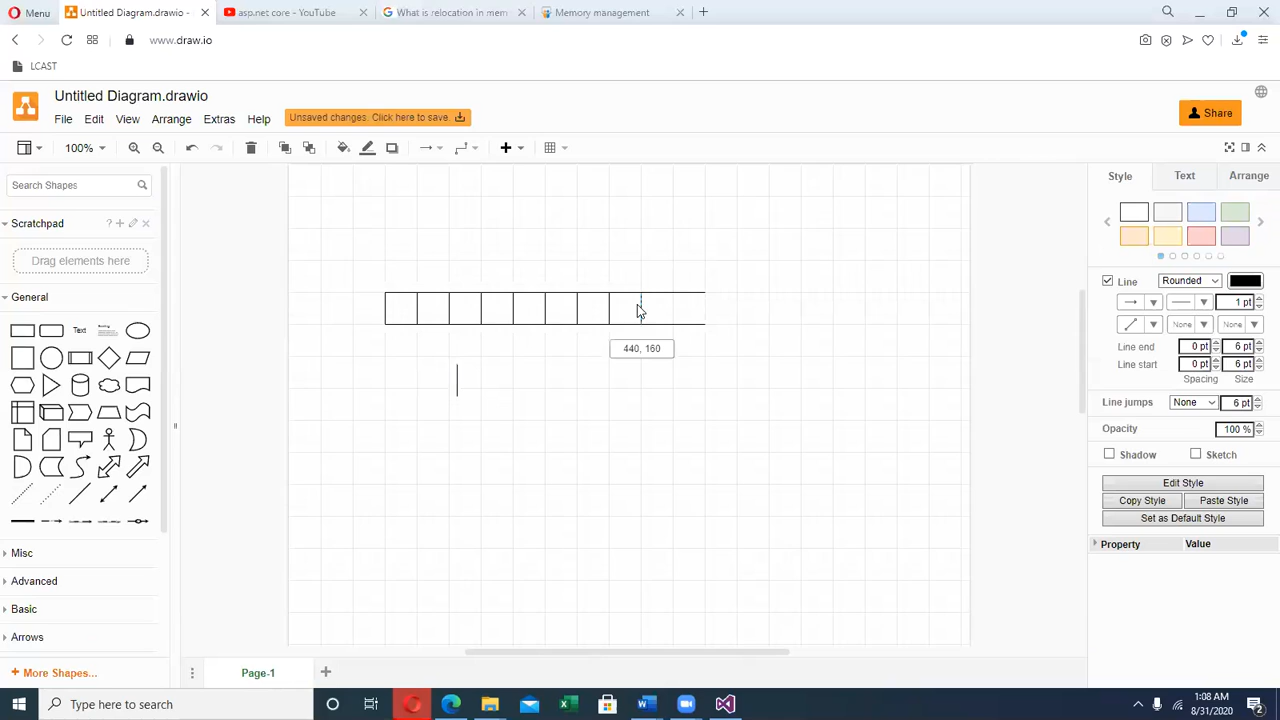 Menu
Untitled Diagram.drawio -
asp.net core - YouTube
What is relocation in mem
Memory management
www.draw.io
LCAST
Untitled Diagram.drawio
File Edit View Arrange Extras Help
Unsaved changes. Click here to save.
Share
100%
Search Shapes
Scratchpad
Drag elements here
General
Text
Misc
Advanced
Basic
Arrows
+ More Shapes...
440, 160
Page-1
Style Text Arrange
Line Rounded
1 pt
None None
Line end 0 pt 6 pt
Line start 0 pt 6 pt
Spacing Size
Line jumps None 6 pt
Opacity 100 %
Shadow Sketch
Edit Style
Copy Style Paste Style
Set as Default Style
Property Value
Type here to search
1:08 AM
8/31/2020
2